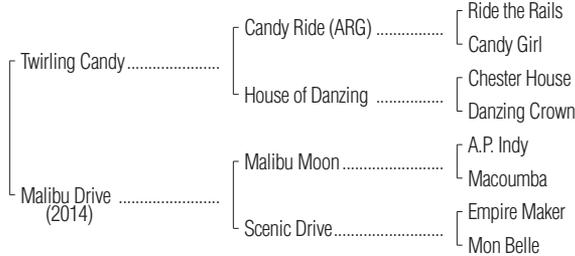 Ride the Rails
Candy Ride (ARG) ................
Candy Girl
Twirling Candy......................
Chester House
House of Danzing ................
Danzing Crown
A.P. Indy
Malibu Moon........................
Macoumba
Malibu Drive ........................
(2014)
Empire Maker
Scenic Drive..........................
Mon Belle